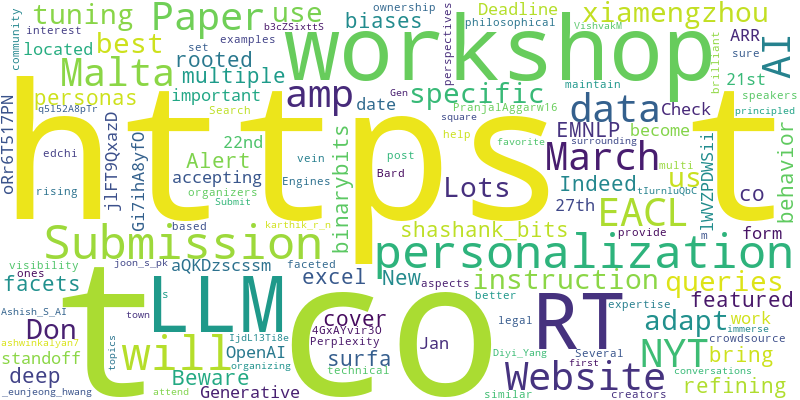 community
tuning
Paper
use
b3cZSixttS
biases
ownership
Deadline
philosophical
perspectives
xiamengzhou
VishvakM
ARR
examples
set
located
best
rooted
workshop
brilliant
sure
AI
Malta
multiple
amp
specific
data
21st
speakers
oRr6T517PN
personas
important
date
PranjalAggarw16
Check
principled
q5152A8pTr
Search
Gen
square
EMNLP
become
maintain
edchi
jlFT9QxazD
Gi7ihA8yfO
22nd
Alert
vein
https
t
help
favorite
March
surrounding
multi
behavior
accepting
post
Engines
Bard
Lots
Indeed
us
mlWVZPDWSii
co
rising
organizers
Submit
binarybits
27th
tIurnluQbC
form
based
karthik_r_n
shashank_bits
EACL
provide
Submission
personalization
visibility
joon_s_pk
faceted
New
aspects
ones
facets
aQKDzscssm
excel
instruction
queries
conversations
Ashish_S_AI
town
s
t
co
LLM
RT
better
expertise
featured
Don
IjdL13Ti8e
cover
4GxAYvir3O
legal
Website
adapt
work
immerse
crowdsource
ashwinkalyan7
will
OpenAI
Perplexity
Jan
Diyi_Yang
Several
first
NYT
bring
standoff
deep
organizing
surfa
technical
topics
Beware
_eunjeong_hwang
attend
Generative
similar
creators
refining
interest